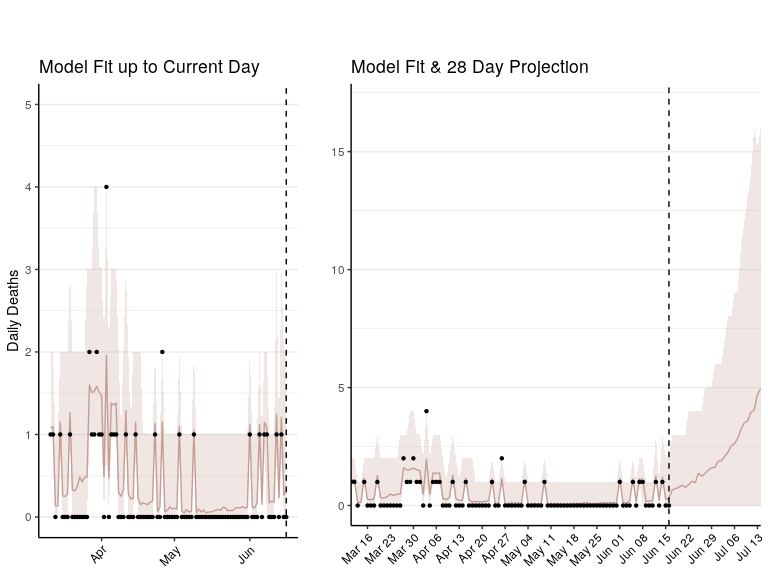 Model Fit up to Current Day
Daily Deaths
5
4
3
2
1
0
Apr
May
Jun
Model Fit & 28 Day Projection
15
10
5
0
Mar 16
Mar 23
Mar 30
Apr 06
Apr 13
Apr 20
Apr 27
May 04
May 11
May 18
May 25
Jun 01
Jun 08
Jun 15
Jun 22
Jun 29
Jul 06
Jul 13